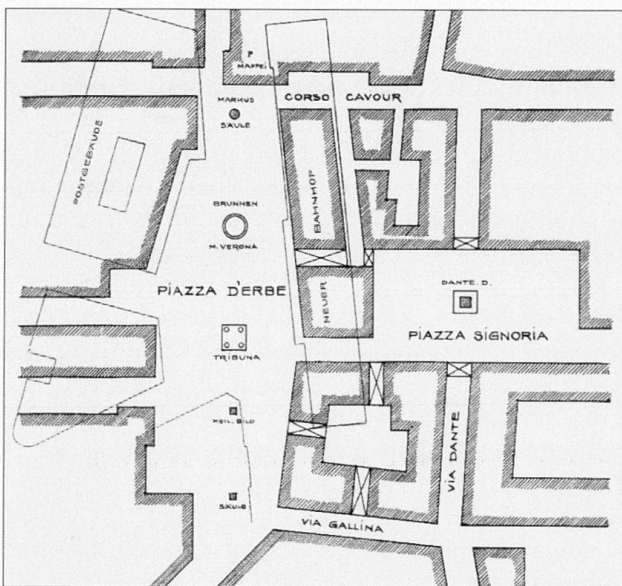 P
MAFFEI
CORSO CAVOUR
MARKUS
SÄULE
POSTGEBÄUDE
BAHNHOF
BRUNNEN
M. VERONA
PIAZZA D'ERBE
NEUER
DANTE. D.
PIAZZA SIGNORIA
TRIBUNA
HEIL. BILD
SÄULE
VIA DANTE
VIA GALLINA